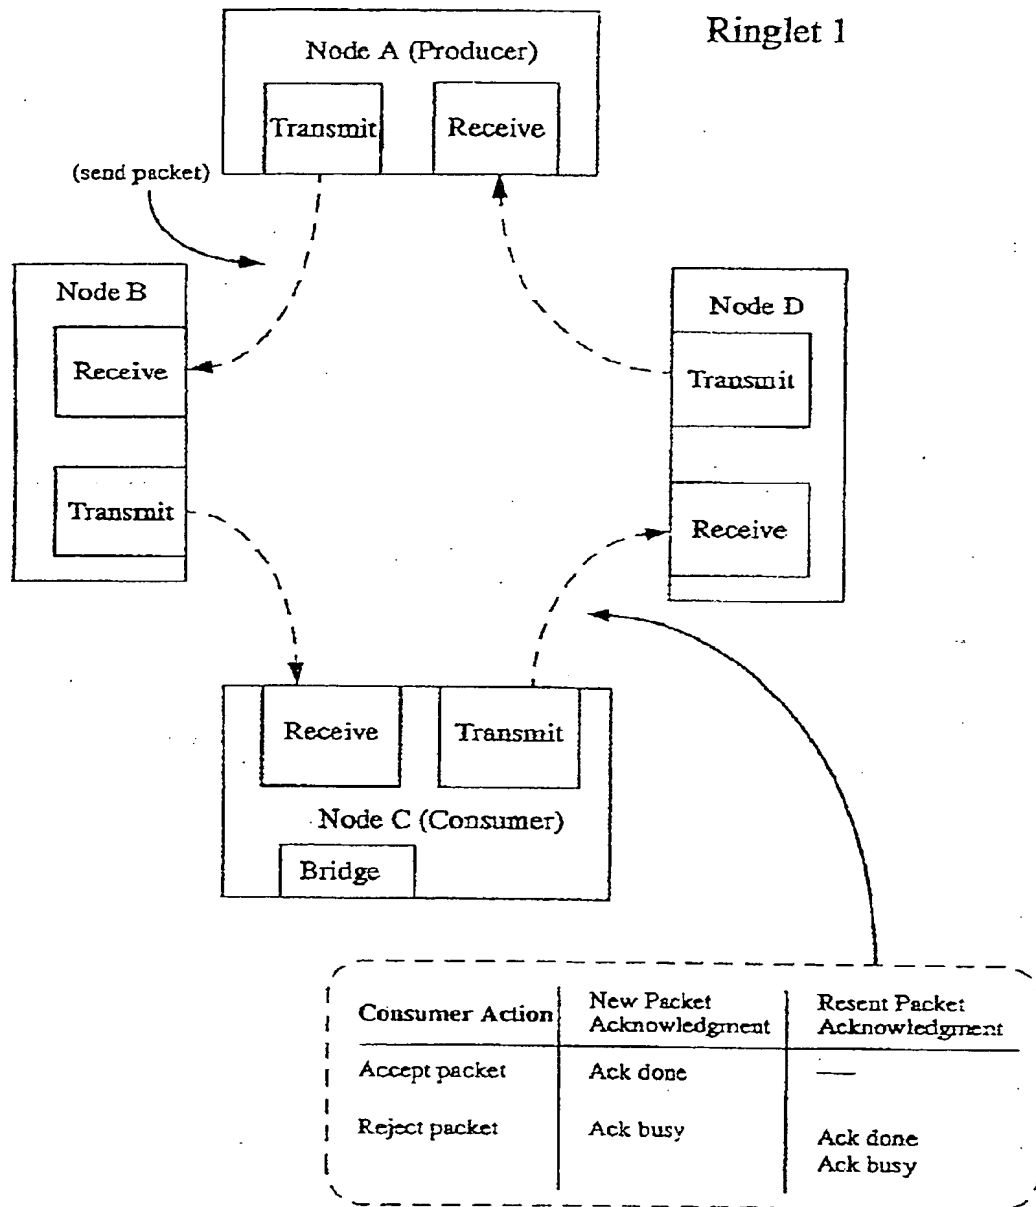 Ringlet 1
Node A (Producer)
Transmit
Receive
(send packet)
Node B
Receive
Transmit
Node D
Transmit
Receive
Receive
Transmit
Node C (Consumer)
Bridge
Consumer Action
New Packet
Acknowledgment
Resent Packet
Acknowledgment
Accept packet
Ack done
—
Reject packet
Ack busy
Ack done
Ack busy